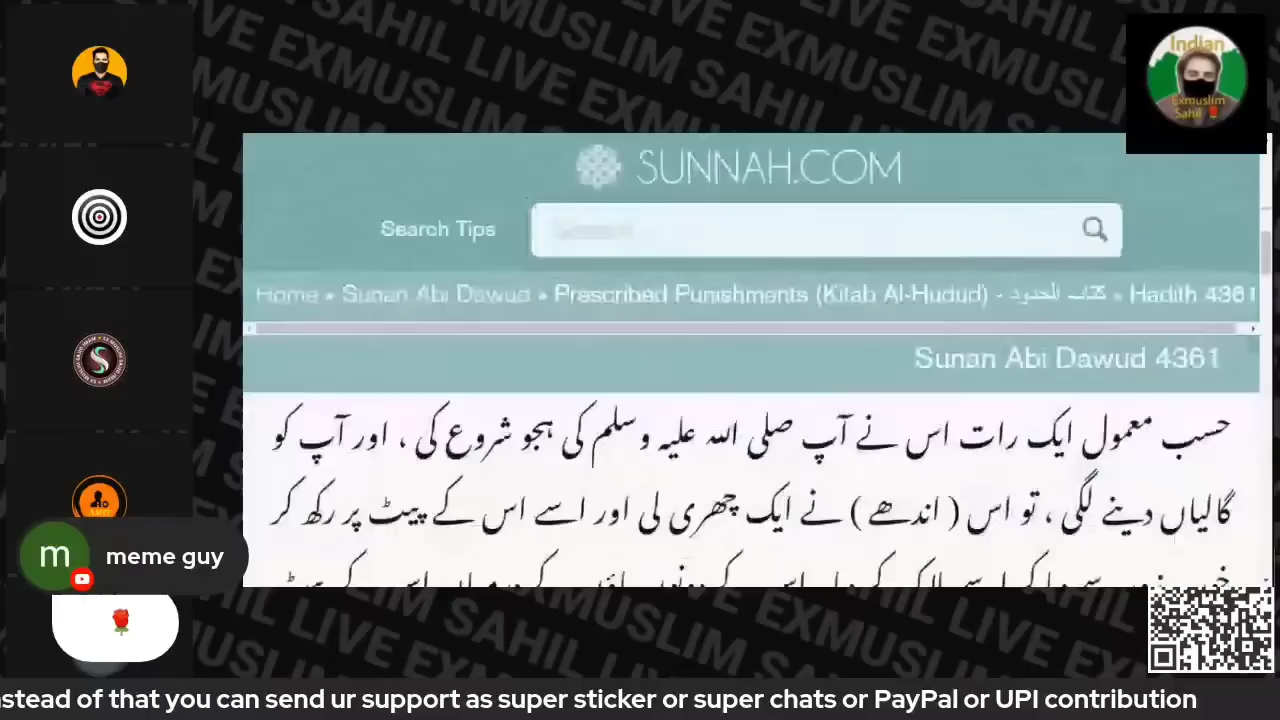 Indian
Exmuslim
Sahil
SUNNAH.COM
Search Tips
Home » Sunan Abi Dawud » Prescribed Punishments (Kitab Al-Hudud) - كتاب الحدود » Hadith 4361
Sunan Abi Dawud 4361
حسب معمول ایک رات اس نے آپ صلی اللہ علیہ وسلم کی ہجو شروع کی ، اور آپ کو
گالیاں دینے لگی ، تو اس ( اندھے ) نے ایک چھری لی اور اسے اس کے پیٹ پر رکھ کر
m meme guy
nstead of that you can send ur support as super sticker or super chats or PayPal or UPI contribution
EXMUSLIM SAHIL LIVE